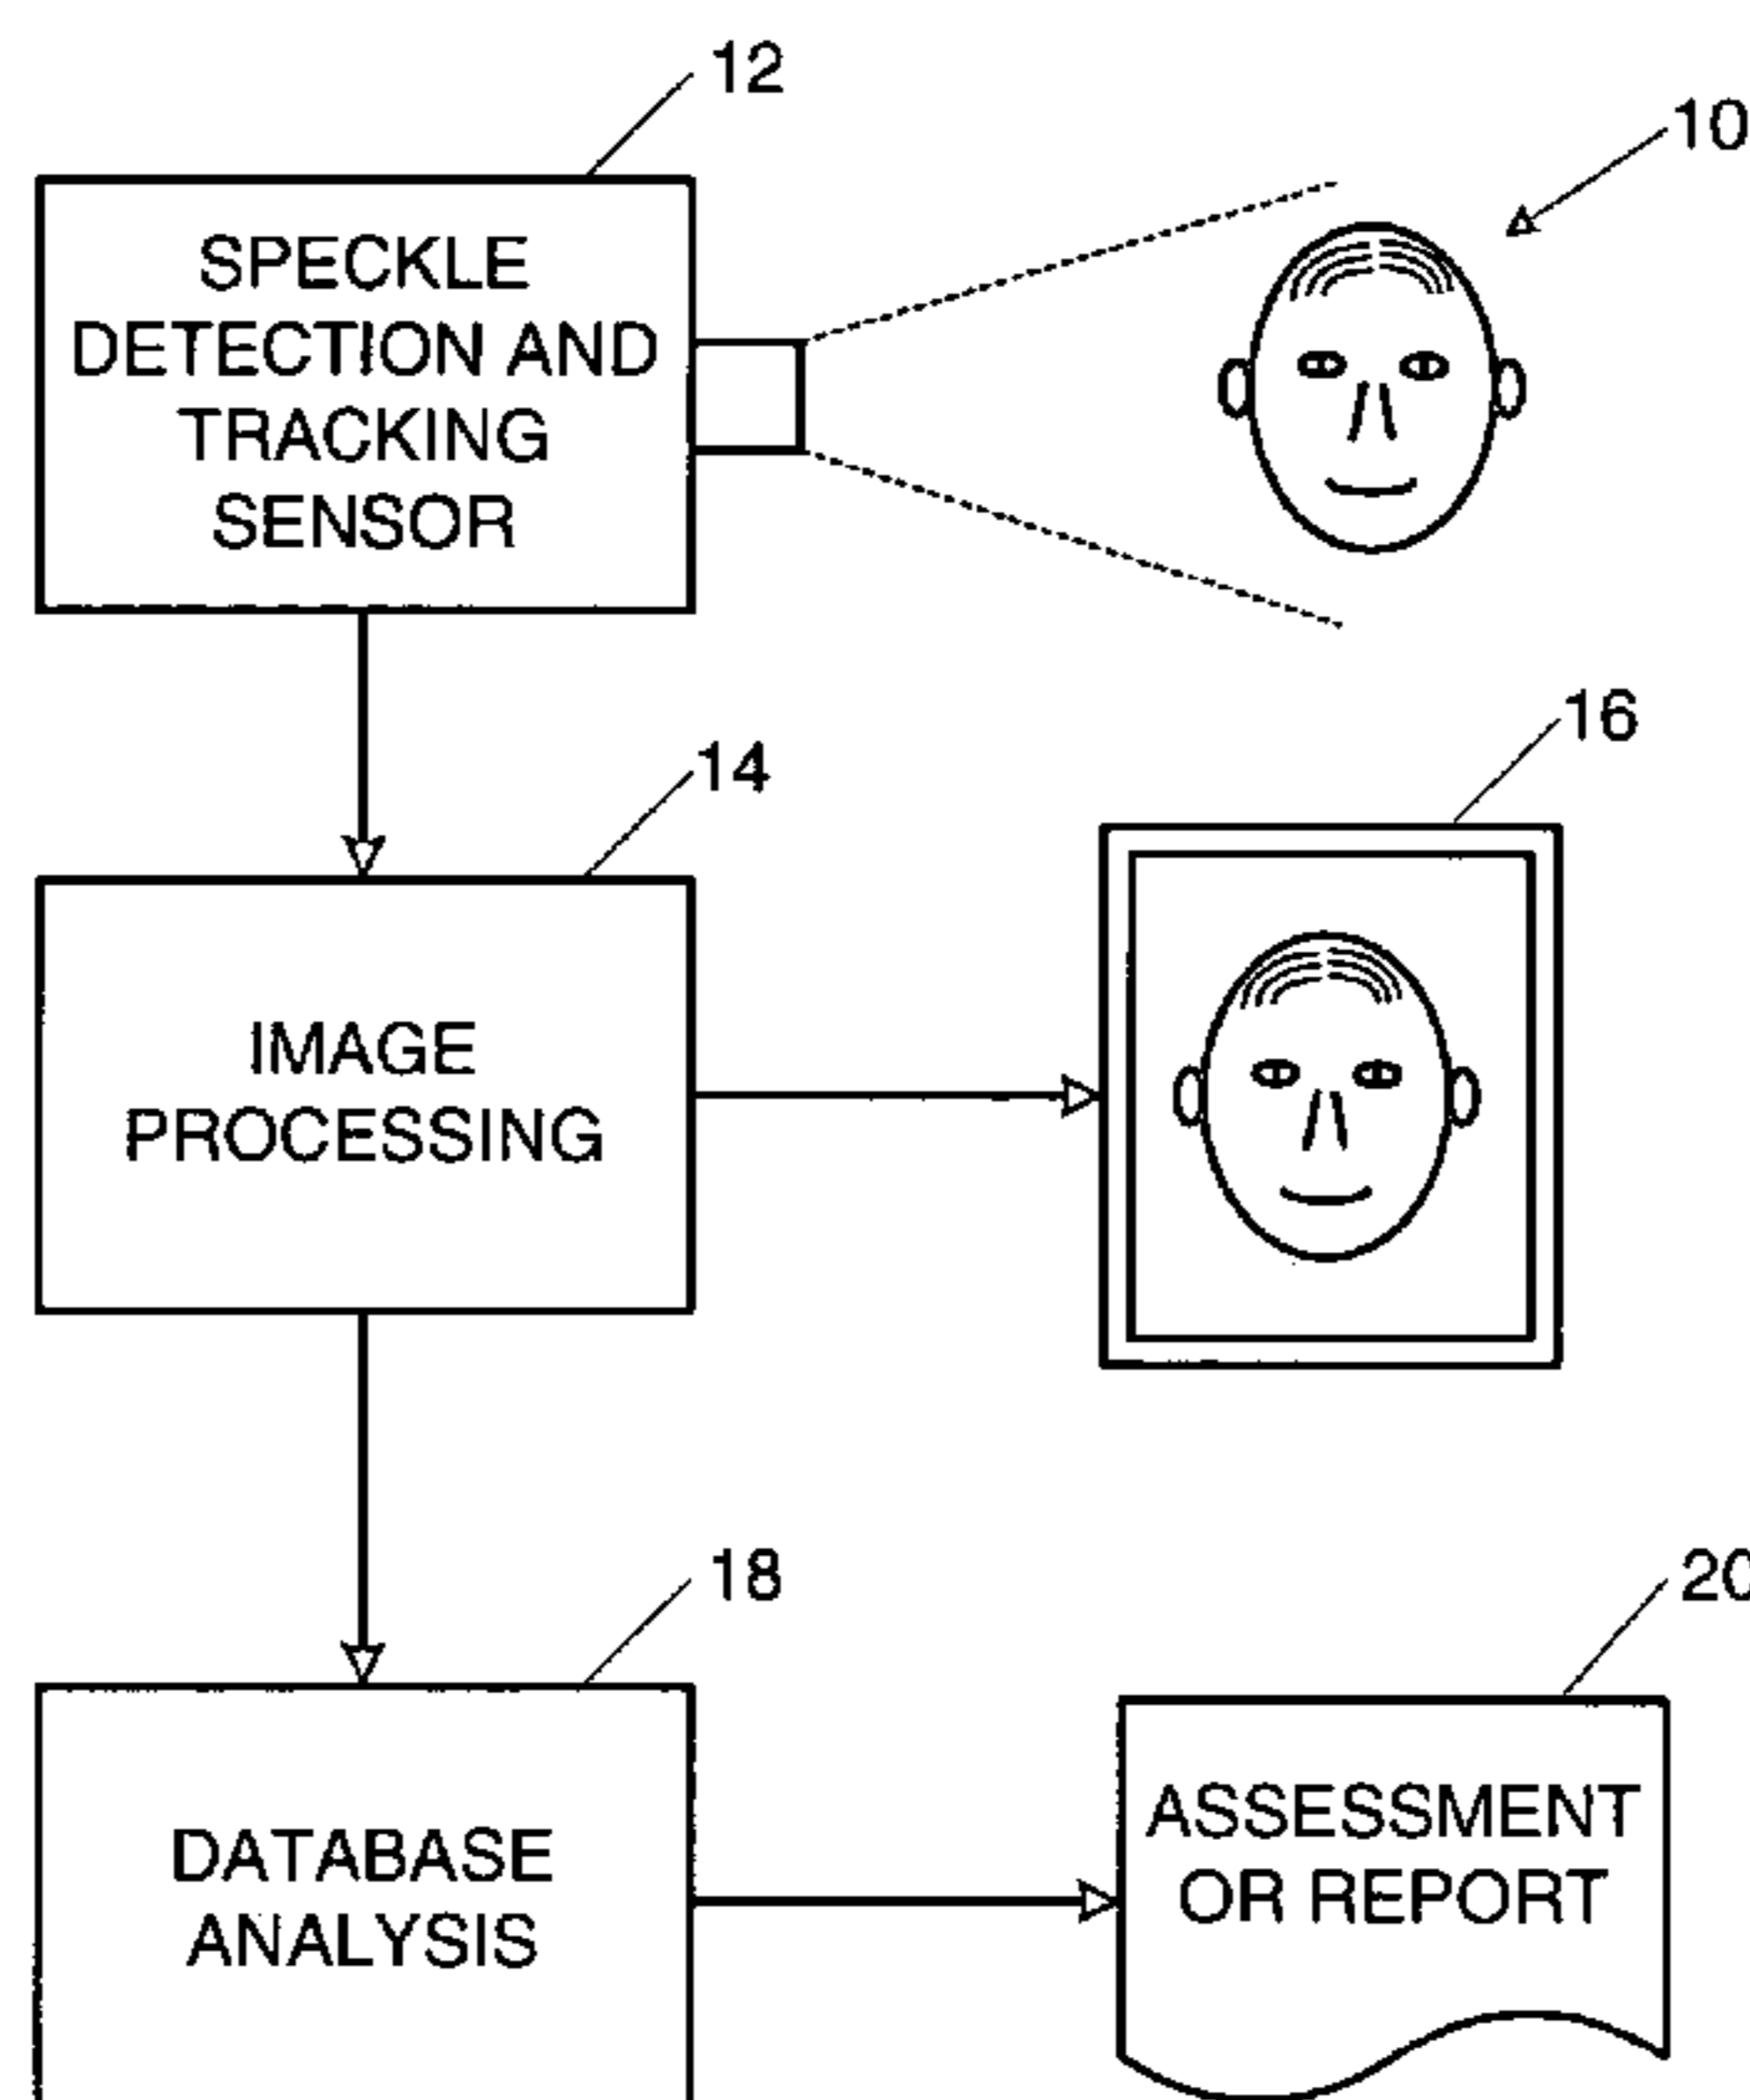 12
10
SPECKLE
DETECTION AND
TRACKING
SENSOR
16
14
IMAGE
PROCESSING
18
20
DATABASE
ANALYSIS
ASSESSMENT
OR REPORT